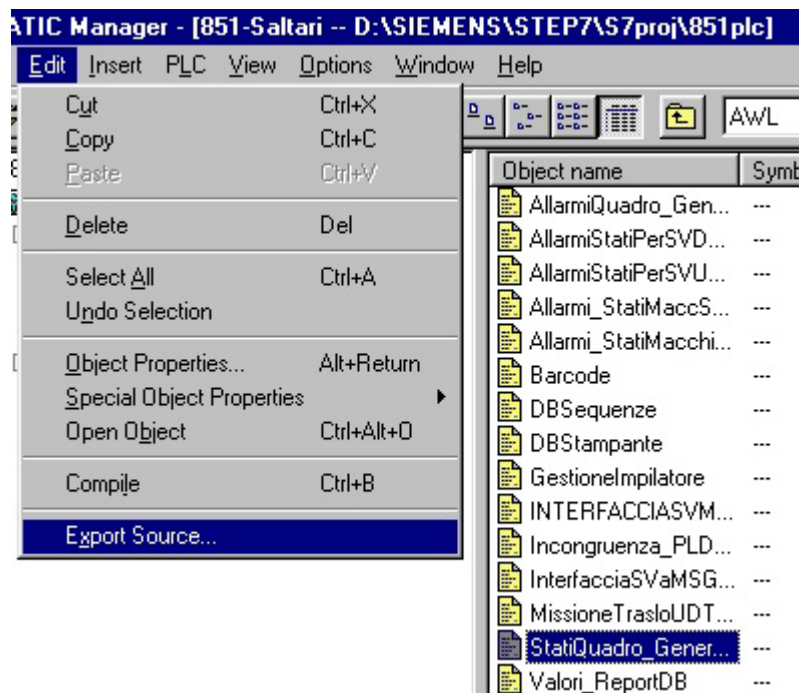 ATIC Manager - [851-Saltari -- D:\SIEMENS\STEP7\S7proj\851plc]
Edit Insert PLC View Options Window Help
Cut Ctrl+X
Copy Ctrl+C
Paste Ctrl+V
Delete Del
Select All Ctrl+A
Undo Selection
Object Properties... Alt+Return
Special Object Properties
Open Object Ctrl+Alt+O
Compile Ctrl+B
Export Source...
AWL
Object name Symb
AllarmiQuadro_Gen... ---
AllarmiStatiPerSVD... ---
AllarmiStatiPerSVU... ---
Allarmi_StatiMaccS... ---
Allarmi_StatiMacchi... ---
Barcode ---
DBSequenze ---
DBStampante ---
GestioneImpilatore ---
INTERFACCIASVM... ---
Incongruenza_PLD... ---
InterfacciaSVaMSG... ---
MissioneTrasloUDT... ---
StatiQuadro_Gener... ---
Valori_ReportDB ---